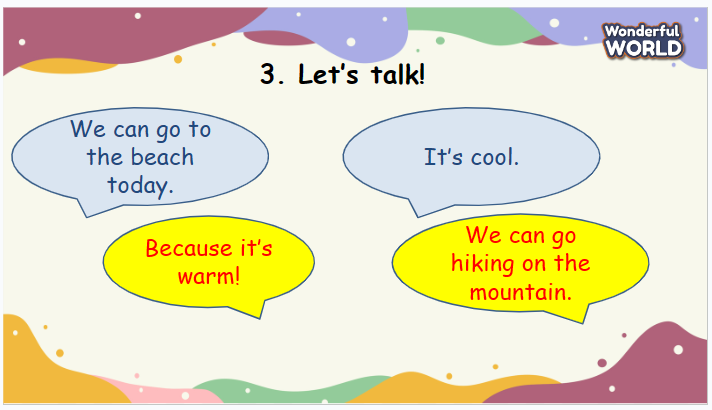 Wonderful
WORLD
3. Let's talk!
We can go to
the beach
today.
Because it's
warm!
It's cool.
We can go
hiking on the
mountain.